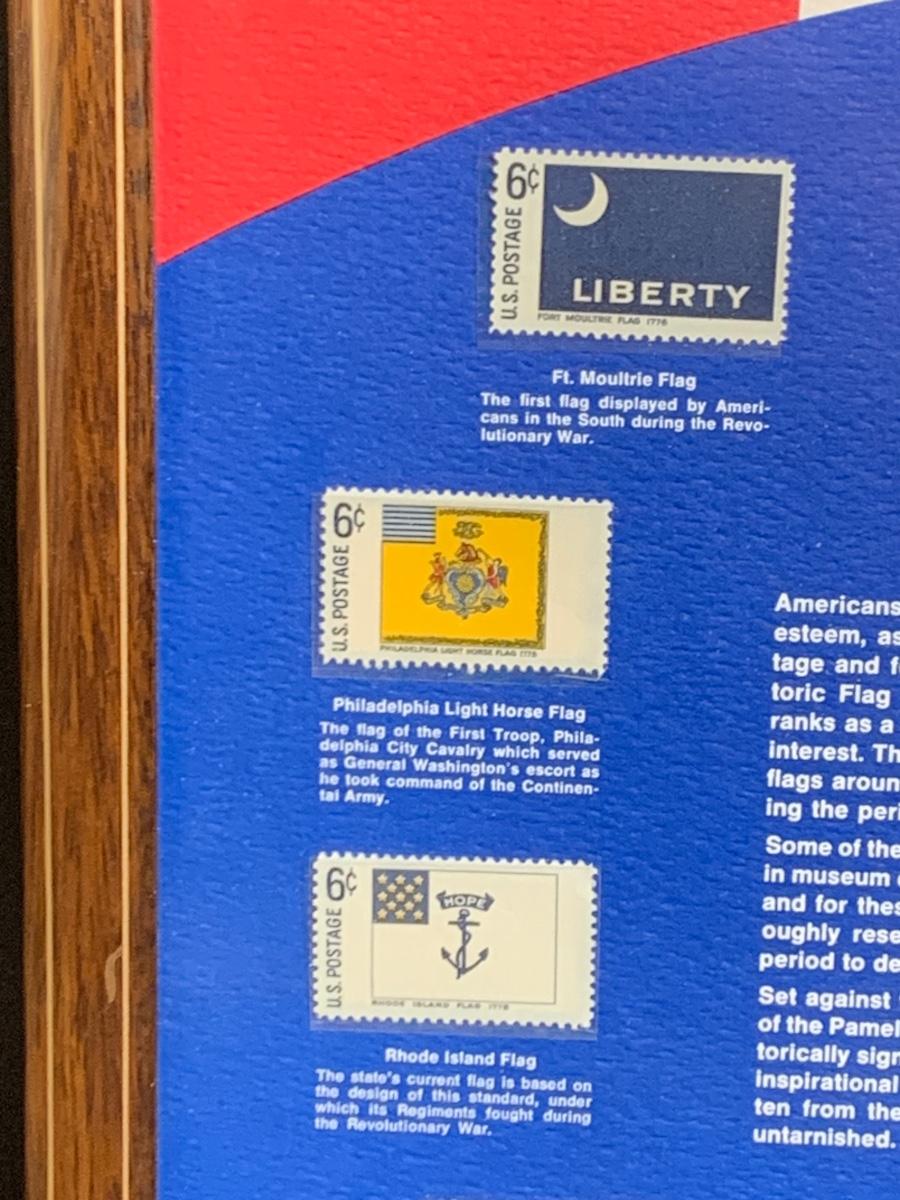 6¢
U.S. POSTAGE
LIBERTY
FORT MOULTRIE FLAG 1776
Ft. Moultrie Flag
The first flag displayed by Ameri-
cans in the South during the Revo-
lutionary War.
6¢
U.S. POSTAGE
PHILADELPHIA LIGHT HORSE FLAG 1775
Philadelphia Light Horse Flag
The flag of the First Troop, Phila-
delphia City Cavalry which served
as General Washington's escort as
he took command of the Continen-
tal Army.
6¢
U.S. POSTAGE
HOPE
RHODE ISLAND FLAG 1775
Rhode Island Flag
The state's current flag is based on
the design of this standard, under
which its Regiments fought during
the Revolutionary War.
Americans
esteem, as
tage and f
toric Flag
ranks as a
interest. Th
flags aroun
ing the peri
Some of the
in museum
and for thes
oughly rese
period to de
Set against
of the Pamel
torically sign
inspirational
ten from the
untarnished.